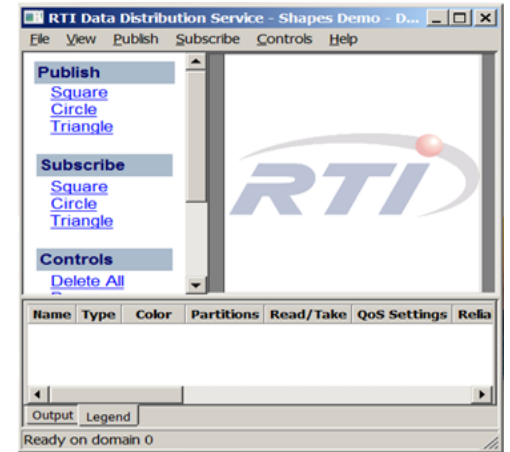 RTI Data Distribution Service - Shapes Demo - D...
File View Publish Subscribe Controls Help
Publish
Square
Circle
Triangle
Subscribe
Square
Circle
Triangle
Controls
Delete All
RTI
Name Type Color Partitions Read/Take QoS Settings Relia
Output Legend
Ready on domain 0